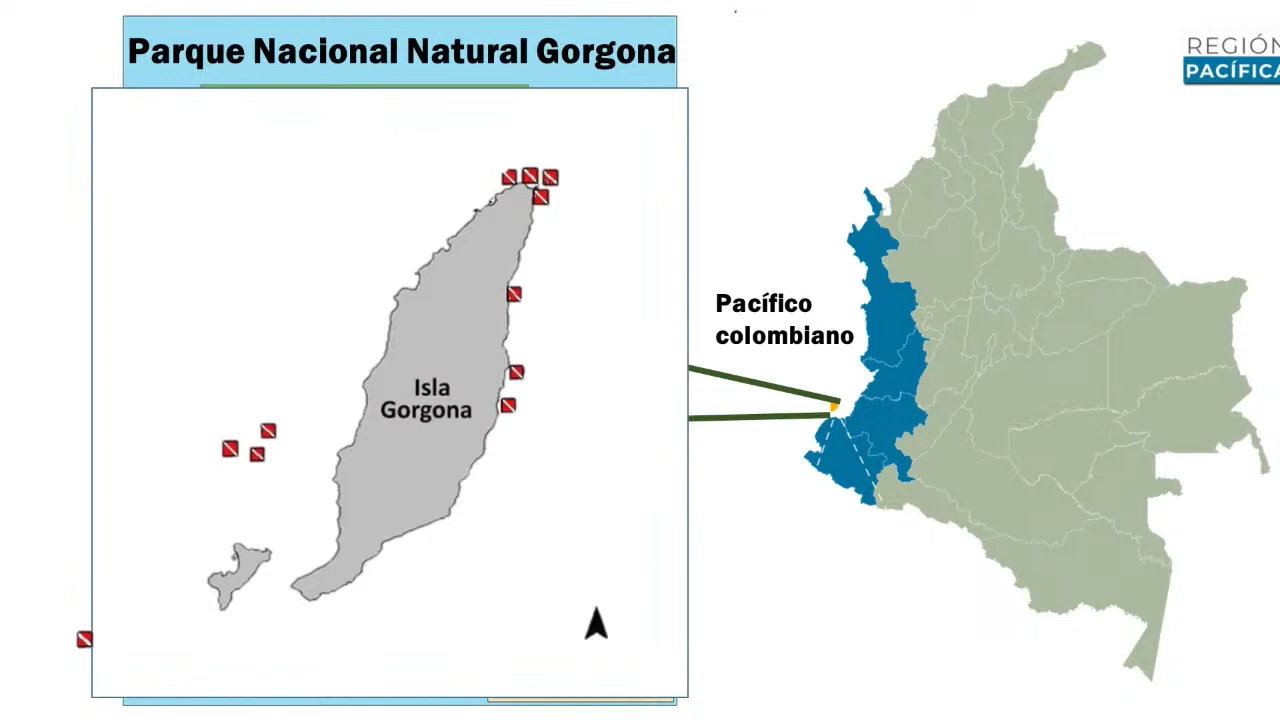 Parque Nacional Natural Gorgona
REGIÓN
PACÍFICA
Pacífico
colombiano
Isla
Gorgona